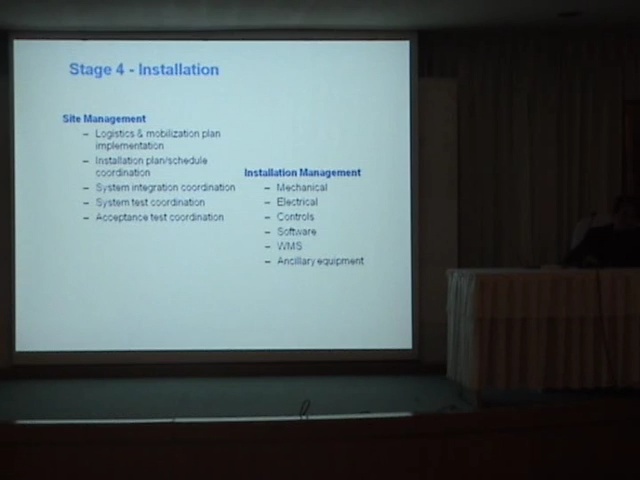 Stage 4 - Installation
Site Management
– Logistics & mobilization plan
implementation
– Installation plan/schedule
coordination
– System integration coordination
– System test coordination
– Acceptance test coordination
Installation Management
– Mechanical
– Electrical
– Controls
– Software
– WMS
– Ancillary equipment